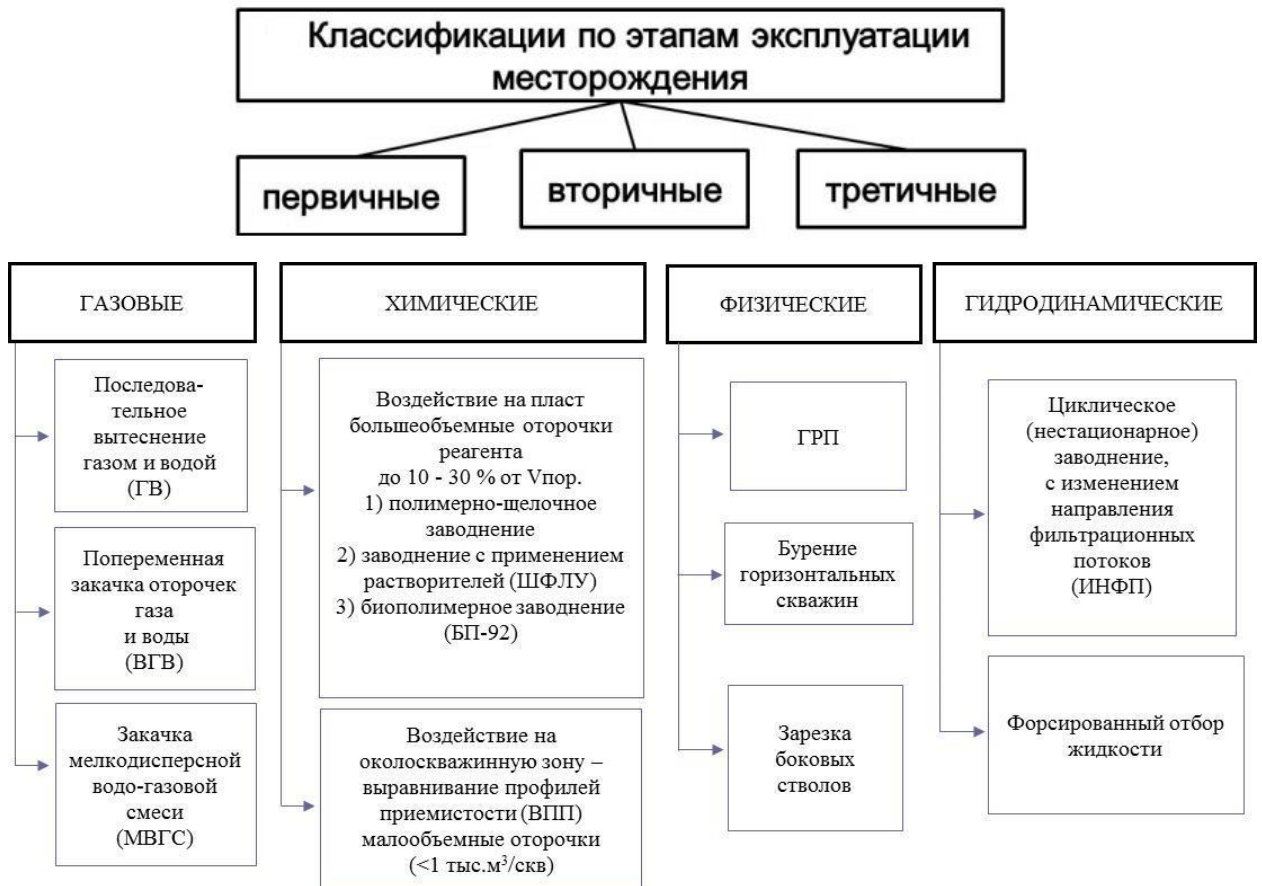 Классификации по этапам эксплуатации
месторождения
первичные
вторичные
третичные
ГАЗОВЫЕ
Последова-
тельное
вытеснение
газом и водой
(ГВ)
Попеременная
закачка оторочек
газа
и воды
(ВГВ)
Закачка
мелкодисперсной
водо-газовой
смеси
(МВГС)
ХИМИЧЕСКИЕ
Воздействие на пласт
большеобъемные оторочки
реагента
до 10 - 30 % от Vпор.
1) полимерно-щелочное
заводнение
2) заводнение с применением
растворителей (ШФЛУ)
3) биополимерное заводнение
(БП-92)
Воздействие на
околоскважинную зону –
выравнивание профилей
приемистости (ВПП)
малообъемные оторочки
(<1 тыс.м³/скв)
ФИЗИЧЕСКИЕ
ГРП
Бурение
горизонтальных
скважин
Зарезка
боковых
стволов
ГИДРОДИНАМИЧЕСКИЕ
Циклическое
(нестационарное)
заводнение,
с изменением
направления
фильтрационных
потоков
(ИНФП)
Форсированный отбор
жидкости